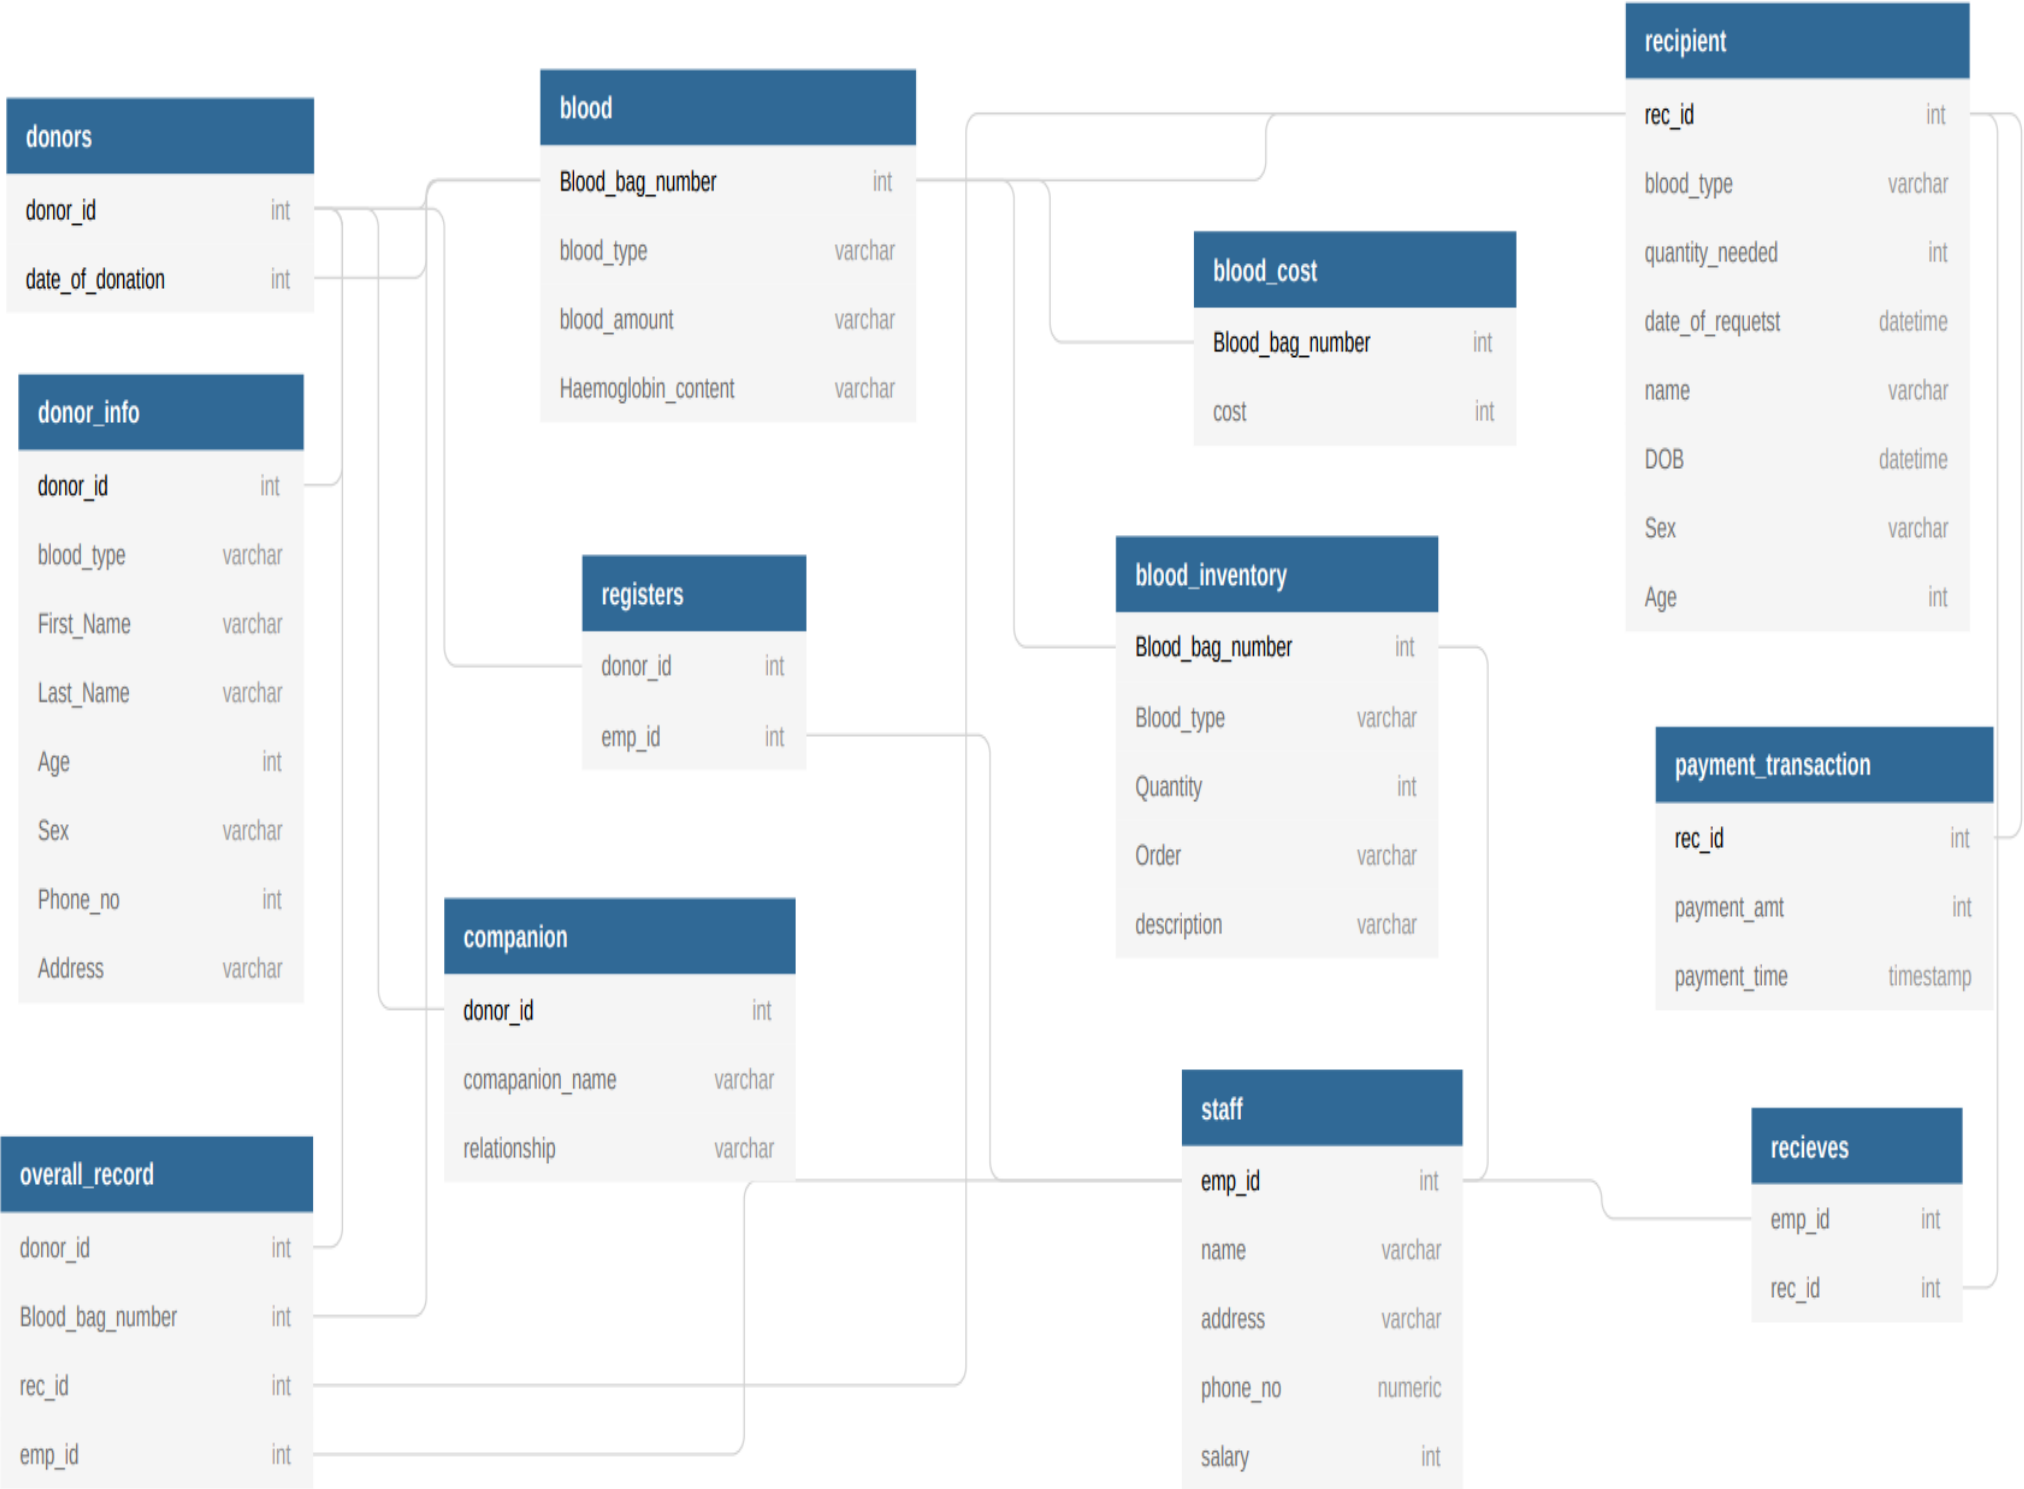 donors
donor_id int
date_of_donation int
donor_info
donor_id int
blood_type varchar
First_Name varchar
Last_Name varchar
Age int
Sex varchar
Phone_no int
Address varchar
overall_record
donor_id int
Blood_bag_number int
rec_id int
emp_id int
blood
Blood_bag_number int
blood_type varchar
blood_amount varchar
Haemoglobin_content varchar
registers
donor_id int
emp_id int
companion
donor_id int
comapanion_name varchar
relationship varchar
blood_cost
Blood_bag_number int
cost int
blood_inventory
Blood_bag_number int
Blood_type varchar
Quantity int
Order varchar
description varchar
staff
emp_id int
name varchar
address varchar
phone_no numeric
salary int
recipient
rec_id int
blood_type varchar
quantity_needed int
date_of_requetst datetime
name varchar
DOB datetime
Sex varchar
Age int
payment_transaction
rec_id int
payment_amt int
payment_time timestamp
recieves
emp_id int
rec_id int